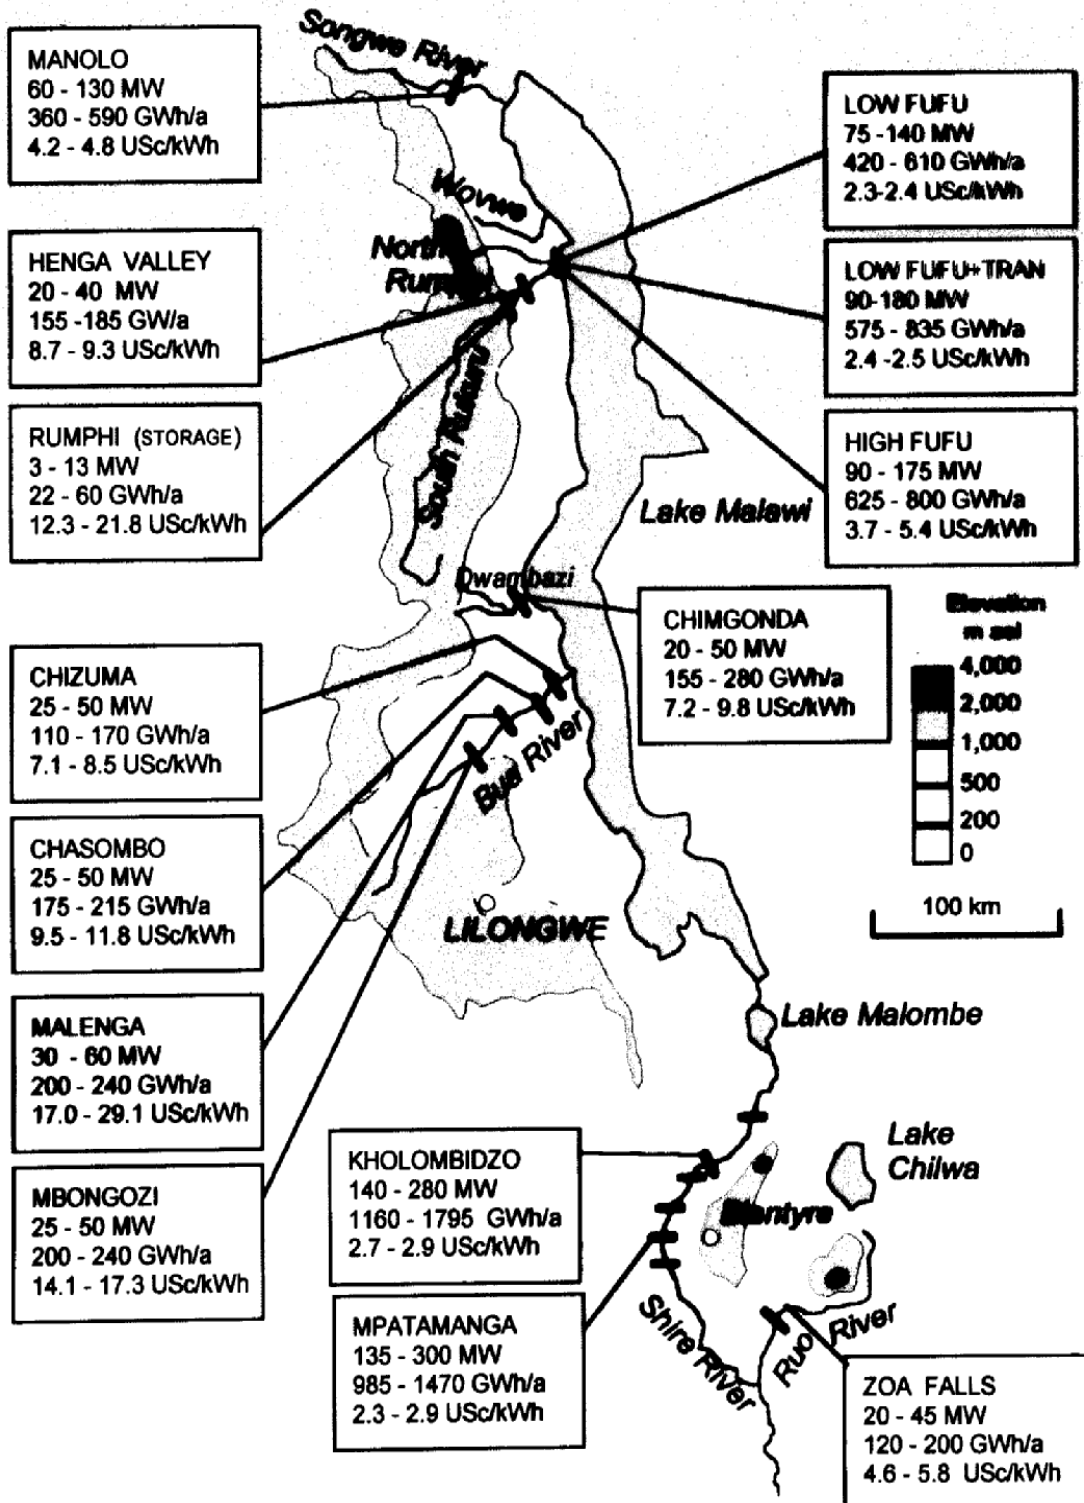 Songwe River
MANOLO
60 - 130 MW
360 - 590 GWh/a
4.2 - 4.8 USc/kWh
LOW FUFU
75 -140 MW
420 - 610 GWh/a
2.3-2.4 USc/kWh
Wovwe
North
HENGA VALLEY
20 - 40 MW
155 -185 GW/a
8.7 - 9.3 USc/kWh
LOW FUFU+TRAN
90-180 MW
575 - 835 GWh/a
2.4 -2.5 USc/kWh
South Rukuru
RUMPHI (STORAGE)
3 - 13 MW
22 - 60 GWh/a
12.3 - 21.8 USc/kWh
HIGH FUFU
90 - 175 MW
625 - 800 GWh/a
3.7 - 5.4 USc/kWh
Lake Malawi
Dwambazi
CHIMGONDA
20 - 50 MW
155 - 280 GWh/a
7.2 - 9.8 USc/kWh
Elevation
m asl
4,000
2,000
1,000
500
200
0
100 km
CHIZUMA
25 - 50 MW
110 - 170 GWh/a
7.1 - 8.5 USc/kWh
Bua River
CHASOMBO
25 - 50 MW
175 - 215 GWh/a
9.5 - 11.8 USc/kWh
LILONGWE
MALENGA
30 - 60 MW
200 - 240 GWh/a
17.0 - 29.1 USc/kWh
Lake Malombe
MBONGOZI
25 - 50 MW
200 - 240 GWh/a
14.1 - 17.3 USc/kWh
KHOLOMBIDZO
140 - 280 MW
1160 - 1795 GWh/a
2.7 - 2.9 USc/kWh
Lake
Chilwa
Blantyre
MPATAMANGA
135 - 300 MW
985 - 1470 GWh/a
2.3 - 2.9 USc/kWh
Shire River
Ruo River
ZOA FALLS
20 - 45 MW
120 - 200 GWh/a
4.6 - 5.8 USc/kWh